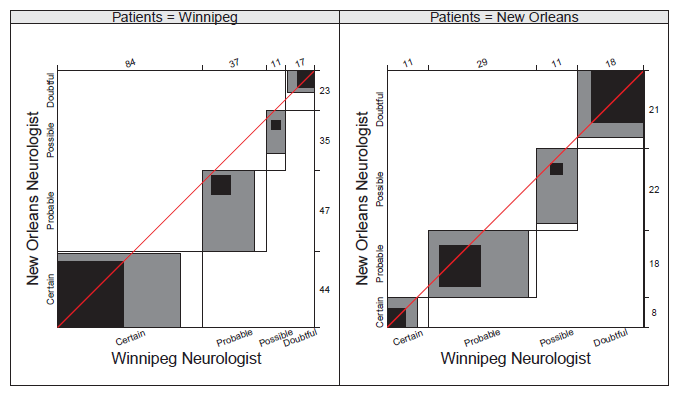 Patients = Winnipeg
84 37 11 17
New Orleans Neurologist
Doubtful
Possible
Probable
Certain
23
35
47
44
Certain Probable Possible Doubtful
Winnipeg Neurologist
Patients = New Orleans
11 29 11 18
New Orleans Neurologist
Doubtful
Possible
Probable
Certain
21
22
18
8
Certain Probable Possible Doubtful
Winnipeg Neurologist